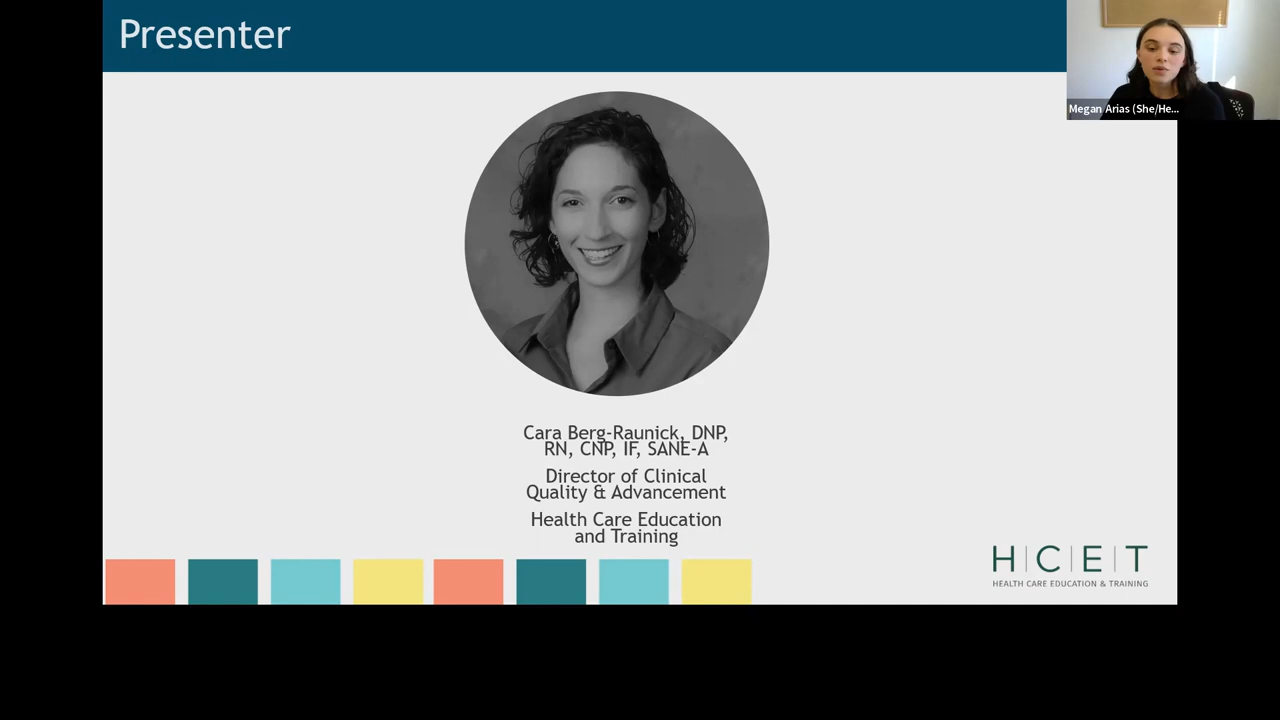 Presenter
Megan Arias (She/He...
Cara Berg-Raunick, DNP,
RN, CNP, IF, SANE-A
Director of Clinical
Quality & Advancement
Health Care Education
and Training
H|C|E|T
HEALTH CARE EDUCATION & TRAINING